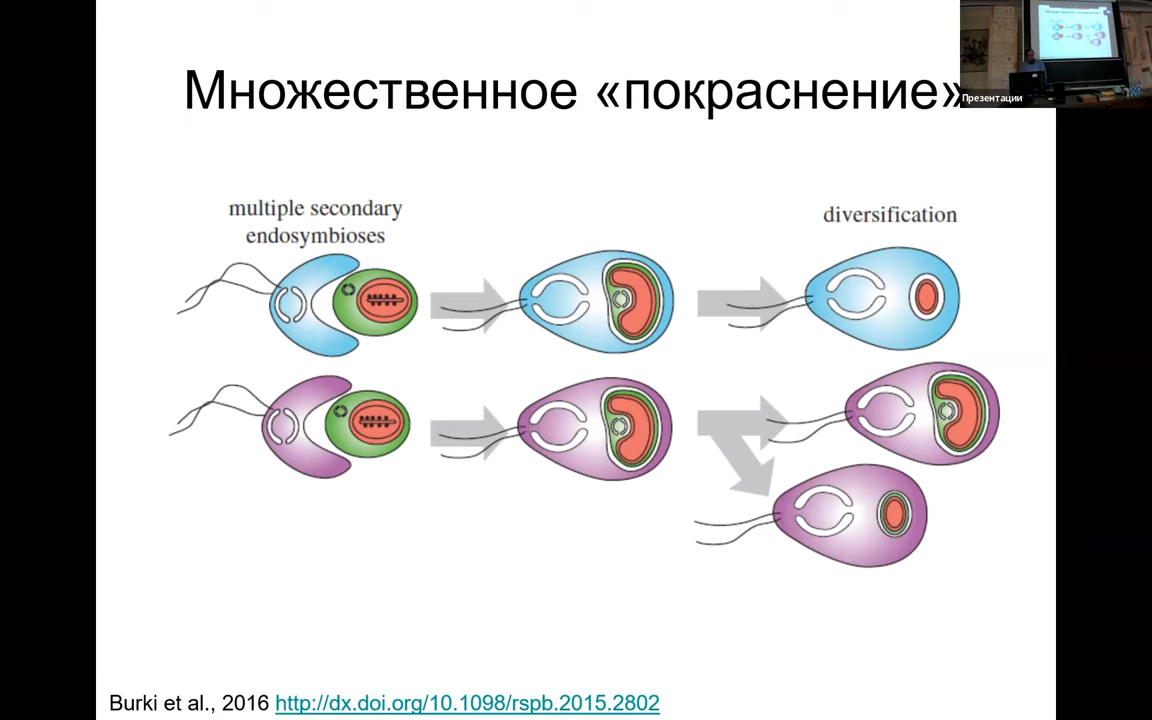 Множественное «покраснение»
Презентации
multiple secondary
endosymbioses
diversification
Burki et al., 2016 http://dx.doi.org/10.1098/rspb.2015.2802